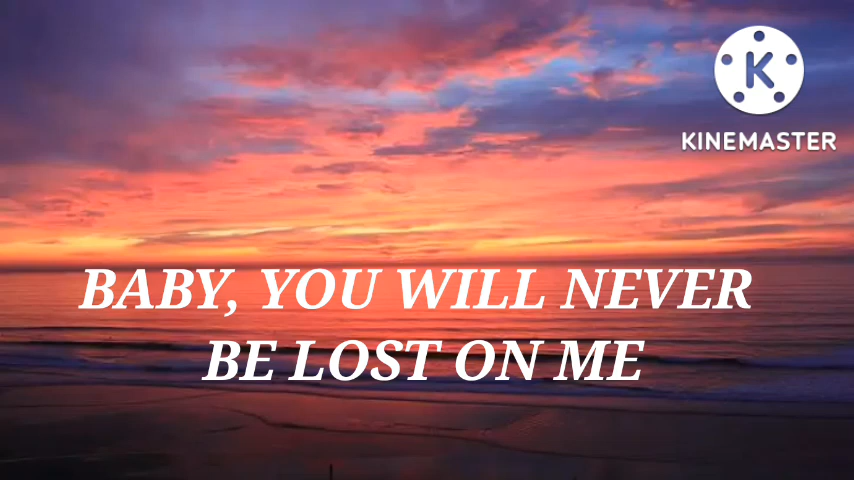 K
KINEMASTER
BABY, YOU WILL NEVER
BE LOST ON ME